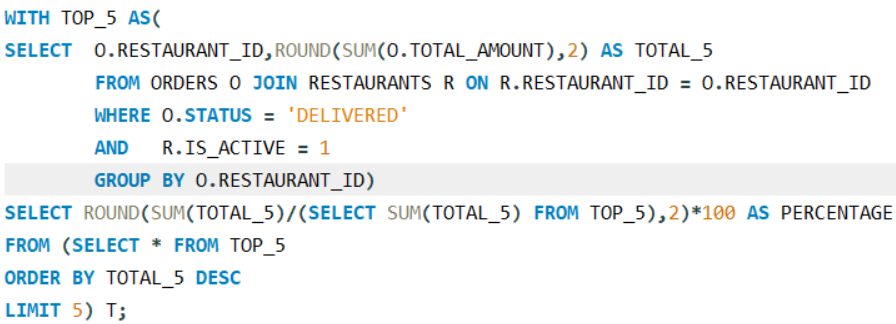 WITH TOP_5 AS(
SELECT  O.RESTAURANT_ID,ROUND(SUM(O.TOTAL_AMOUNT),2) AS TOTAL_5
        FROM ORDERS O JOIN RESTAURANTS R ON R.RESTAURANT_ID = O.RESTAURANT_ID
        WHERE O.STATUS = 'DELIVERED'
        AND   R.IS_ACTIVE = 1
        GROUP BY O.RESTAURANT_ID)
SELECT ROUND(SUM(TOTAL_5)/(SELECT SUM(TOTAL_5) FROM TOP_5),2)*100 AS PERCENTAGE
FROM (SELECT * FROM TOP_5
ORDER BY TOTAL_5 DESC
LIMIT 5) T;